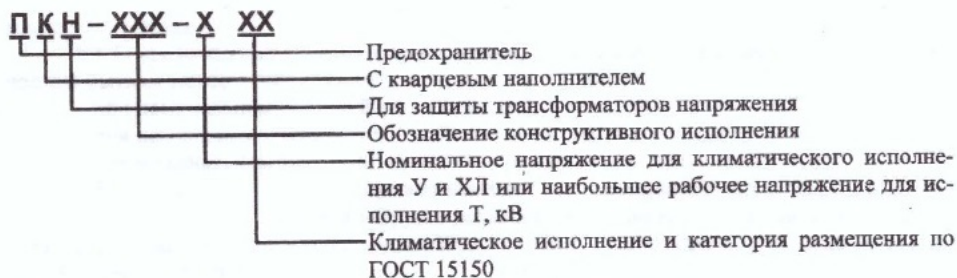 ПКН – ХХХ – Х ХХ
Предохранитель
С кварцевым наполнителем
Для защиты трансформаторов напряжения
Обозначение конструктивного исполнения
Номинальное напряжение для климатического исполне-
ния У и ХЛ или наибольшее рабочее напряжение для ис-
полнения Т, кВ
Климатическое исполнение и категория размещения по
ГОСТ 15150